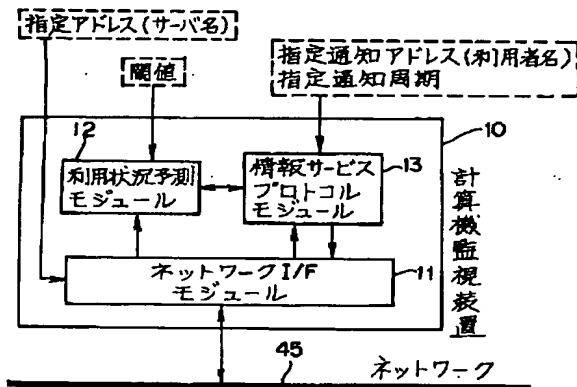 指定アドレス(サーバ名)
閾値
指定通知アドレス(利用者名)
指定通知周期
10
12
利用状況予測
モジュール
13
情報サービス
プロトコル
モジュール
計算機監視装置
ネットワークI/F
モジュール
11
45
ネットワーク